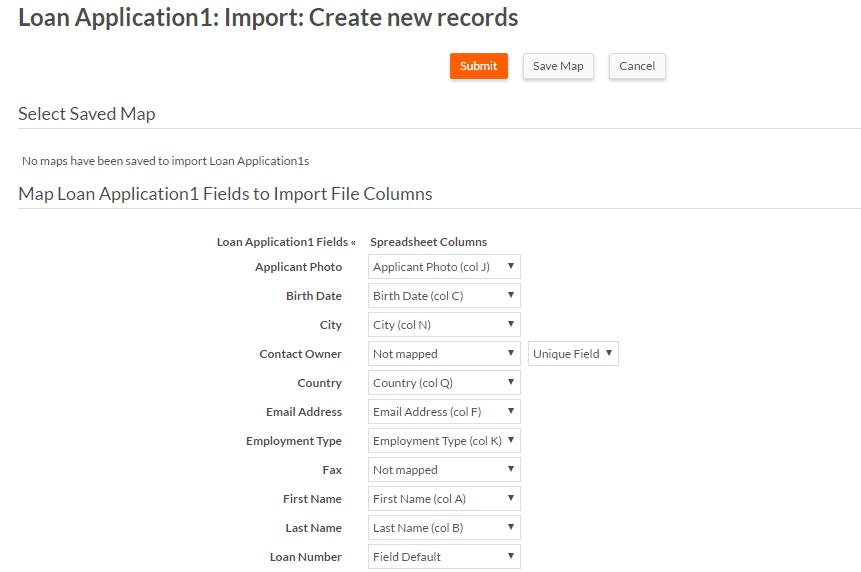 Loan Application1: Import: Create new records
Submit Save Map Cancel
Select Saved Map
No maps have been saved to import Loan Application1s
Map Loan Application1 Fields to Import File Columns
Loan Application1 Fields « Spreadsheet Columns
Applicant Photo Applicant Photo (col J)
Birth Date Birth Date (col C)
City City (col N)
Contact Owner Not mapped Unique Field
Country Country (col Q)
Email Address Email Address (col F)
Employment Type Employment Type (col K)
Fax Not mapped
First Name First Name (col A)
Last Name Last Name (col B)
Loan Number Field Default